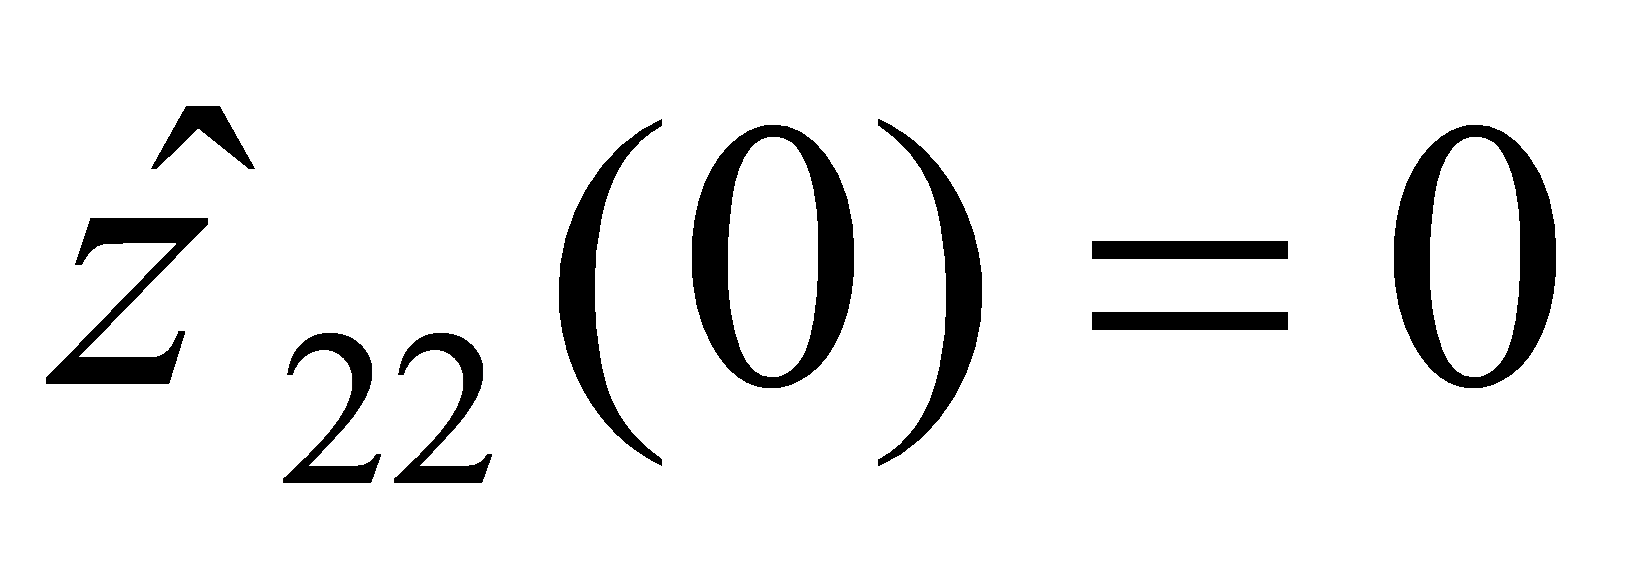 ẑ₂₂(0) = 0